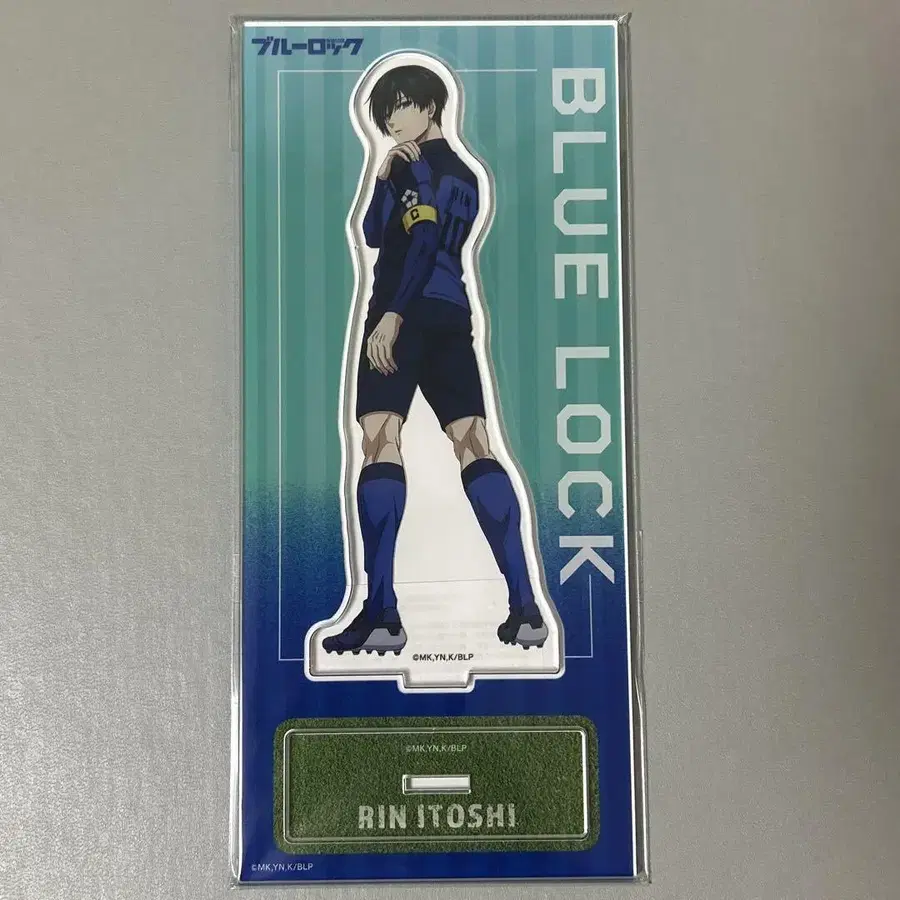 ブルーロック
BLUE LOCK
RIN
10
C
©MK,YN,K/BLP
©MK,YN,K/BLP
RIN ITOSHI
©MK,YN,K/BLP